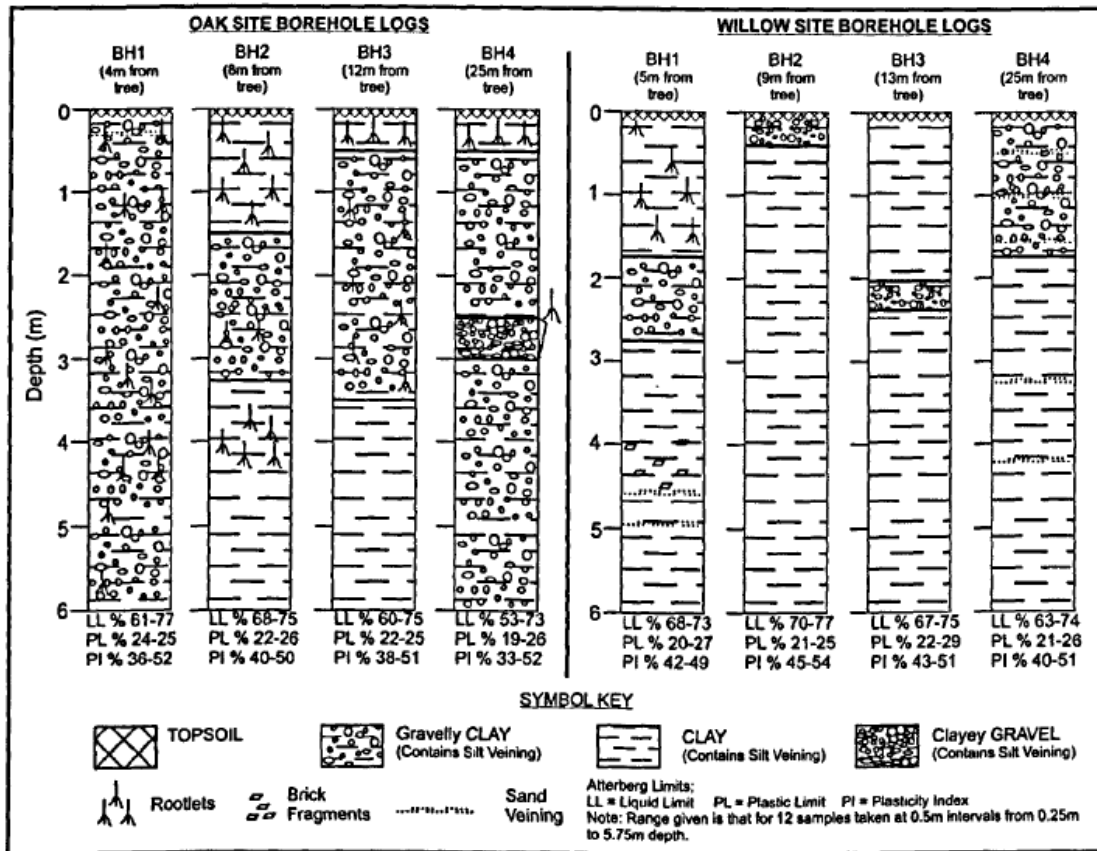 OAK SITE BOREHOLE LOGS
BH1
(4m from
tree)
BH2
(8m from
tree)
BH3
(12m from
tree)
BH4
(25m from
tree)
WILLOW SITE BOREHOLE LOGS
BH1
(5m from
tree)
BH2
(9m from
tree)
BH3
(13m from
tree)
BH4
(25m from
tree)
Depth (m)
0
1
2
3
4
5
6
LL % 61-77
PL % 24-25
PI % 36-52
LL % 68-75
PL % 22-26
PI % 40-50
LL % 60-75
PL % 22-25
PI % 38-51
LL % 53-73
PL % 19-26
PI % 33-52
0
1
2
3
4
5
6
LL % 68-73
PL % 20-27
PI % 42-49
LL % 70-77
PL % 21-25
PI % 45-54
LL % 67-75
PL % 22-29
PI % 43-51
LL % 63-74
PL % 21-26
PI % 40-51
SYMBOL KEY
TOPSOIL
Gravelly CLAY
(Contains Silt Veining)
CLAY
(Contains Silt Veining)
Clayey GRAVEL
(Contains Silt Veining)
Rootlets
Brick
Fragments
Sand
Veining
Atterberg Limits;
LL = Liquid Limit PL = Plastic Limit PI = Plasticity Index
Note: Range given is that for 12 samples taken at 0.5m intervals from 0.25m
to 5.75m depth.